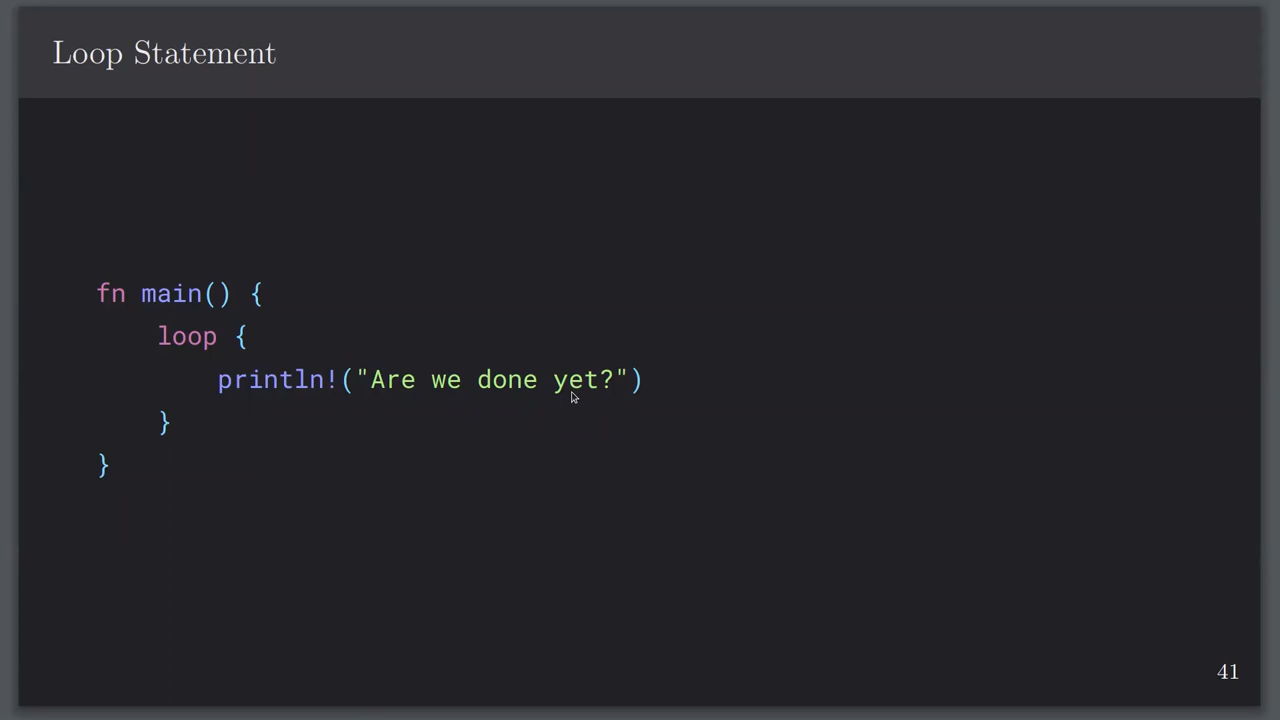 Loop Statement
fn main() {
    loop {
        println!("Are we done yet?")
    }
}
41